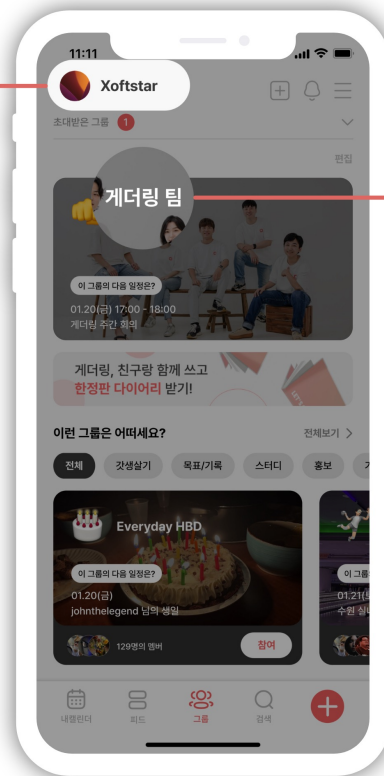 11:11
Xoftstar
초대받은 그룹 1
편집
게더링 팀
이 그룹의 다음 일정은?
01.20(금) 17:00 - 18:00
게더링 주간 회의
게더링, 친구랑 함께 쓰고
한정판 다이어리 받기!
이런 그룹은 어떠세요?
전체보기 >
전체 갓생살기 목표/기록 스터디 홍보
Everyday HBD
이 그룹의 다음 일정은?
01.20(금)
johnthelegend 님의 생일
129명의 멤버
참여
이 그룹
01.21(
수원 실
내캘린더 피드 그룹 검색